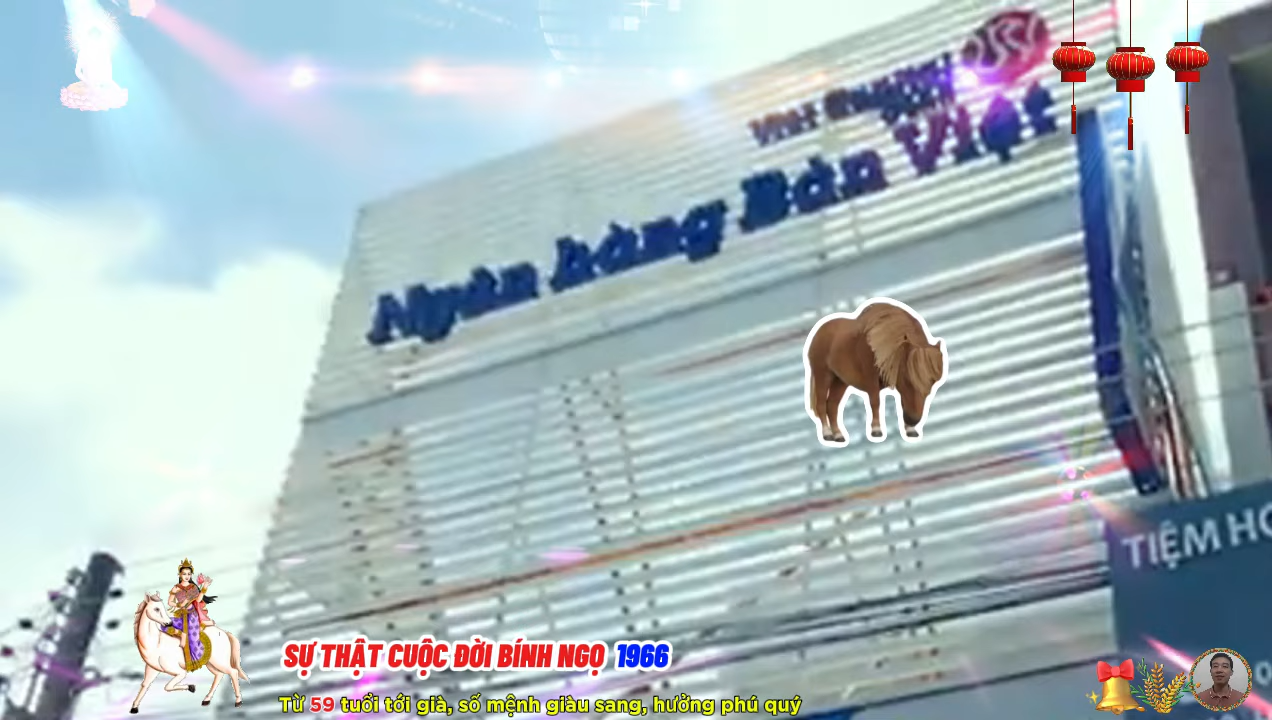 Ngân hàng Bản Việt
TIỆM HO
SỰ THẬT CUỘC ĐỜI BÍNH NGỌ 1966
Từ 59 tuổi tới già, số mệnh giàu sang, hưởng phú quý